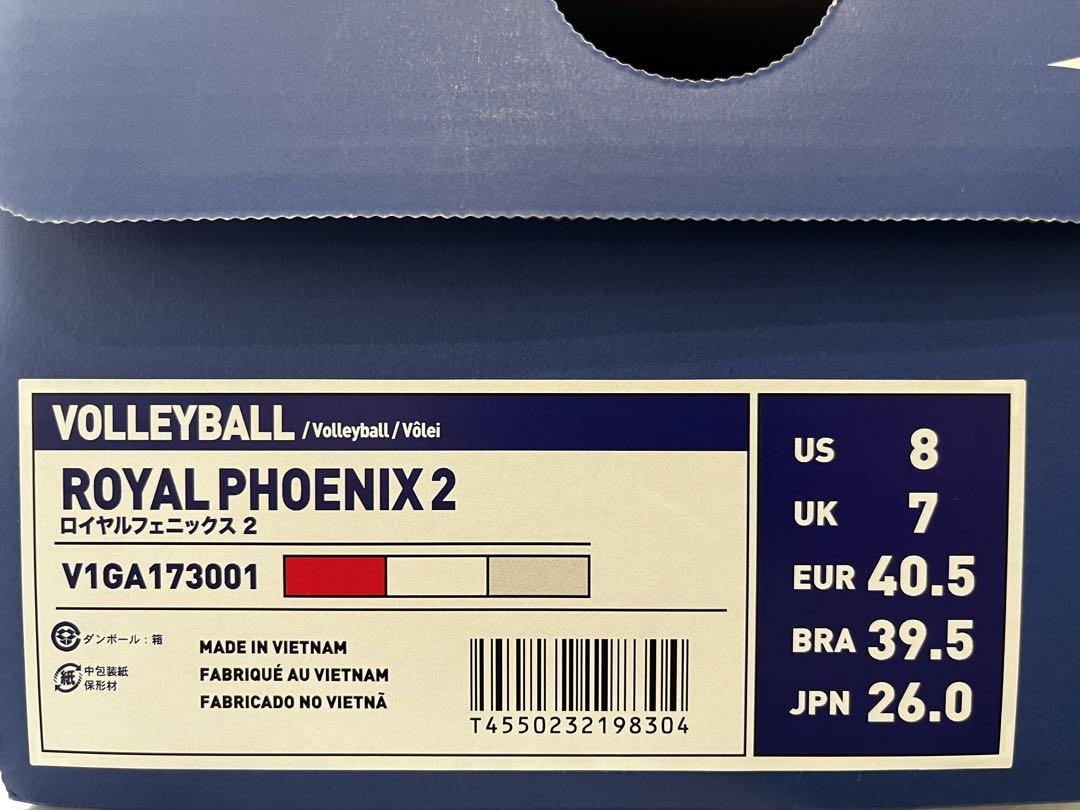 VOLLEYBALL / Volleyball / Vôlei
ROYAL PHOENIX 2
ロイヤルフェニックス 2
V1GA173001
ダンボール : 箱
紙 中包装紙
保形材
MADE IN VIETNAM
FABRIQUÉ AU VIETNAM
FABRICADO NO VIETNÃ
T4550232198304
US 8
UK 7
EUR 40.5
BRA 39.5
JPN 26.0